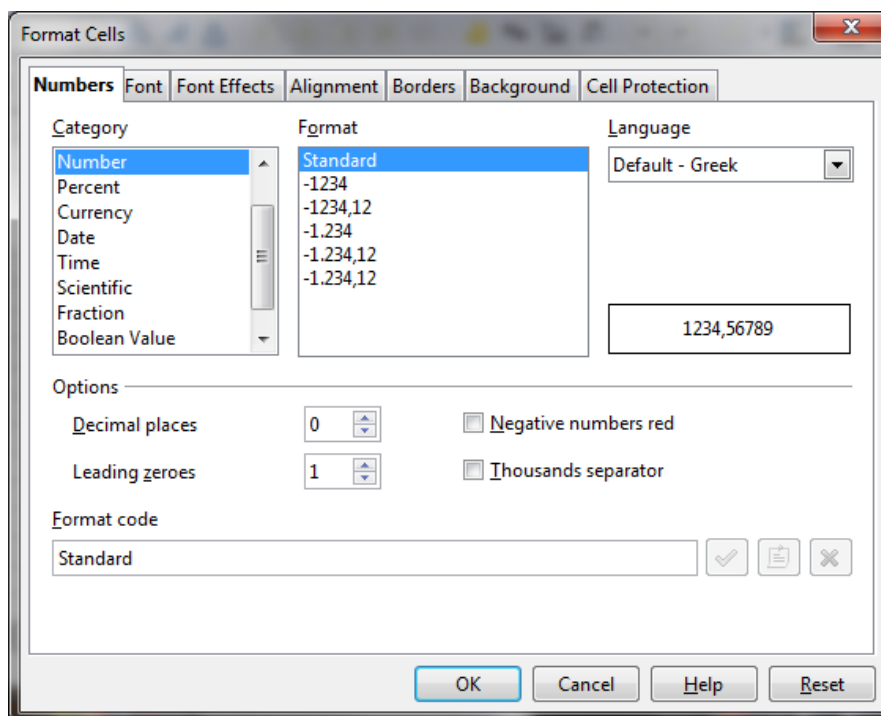 Format Cells
Numbers Font Font Effects Alignment Borders Background Cell Protection
Category
Number
Percent
Currency
Date
Time
Scientific
Fraction
Boolean Value
Format
Standard
-1234
-1234,12
-1.234
-1.234,12
-1.234,12
Language
Default - Greek
1234,56789
Options
Decimal places 0 Negative numbers red
Leading zeroes 1 Thousands separator
Format code
Standard
OK Cancel Help Reset